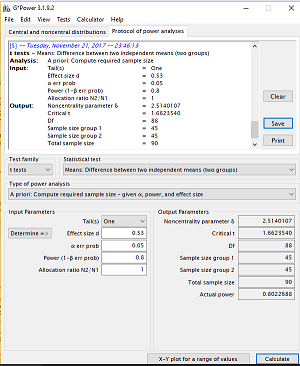 G*Power 3.1.9.2
File Edit View Tests Calculator Help
Central and noncentral distributions Protocol of power analyses
[5] -- Tuesday, November 21, 2017 -- 23:46:13
t tests - Means: Difference between two independent means (two groups)
Analysis: A priori: Compute required sample size
Input: Tail(s) = One
Effect size d = 0.53
α err prob = 0.05
Power (1-β err prob) = 0.8
Allocation ratio N2/N1 = 1
Output: Noncentrality parameter δ = 2.5140107
Critical t = 1.6623540
Df = 88
Sample size group 1 = 45
Sample size group 2 = 45
Total sample size = 90
Clear
Save
Print
Test family Statistical test
t tests Means: Difference between two independent means (two groups)
Type of power analysis
A priori: Compute required sample size - given α, power, and effect size
Input Parameters Output Parameters
Tail(s) One Noncentrality parameter δ 2.5140107
Determine => Effect size d 0.53 Critical t 1.6623540
α err prob 0.05 Df 88
Power (1-β err prob) 0.8 Sample size group 1 45
Allocation ratio N2/N1 1 Sample size group 2 45
Total sample size 90
Actual power 0.8022688
X-Y plot for a range of values Calculate